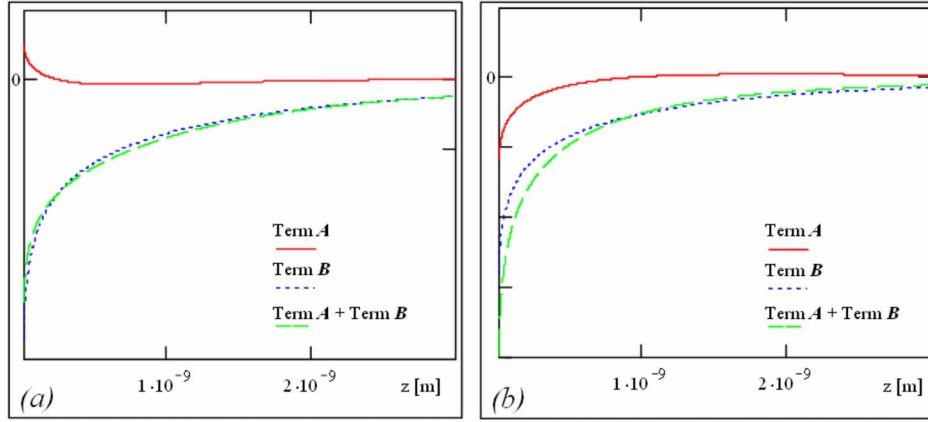 0
Term A
Term B
Term A + Term B
1·10⁻⁹
2·10⁻⁹
z [m]
(a)
0
Term A
Term B
Term A + Term B
1·10⁻⁹
2·10⁻⁹
z [m]
(b)